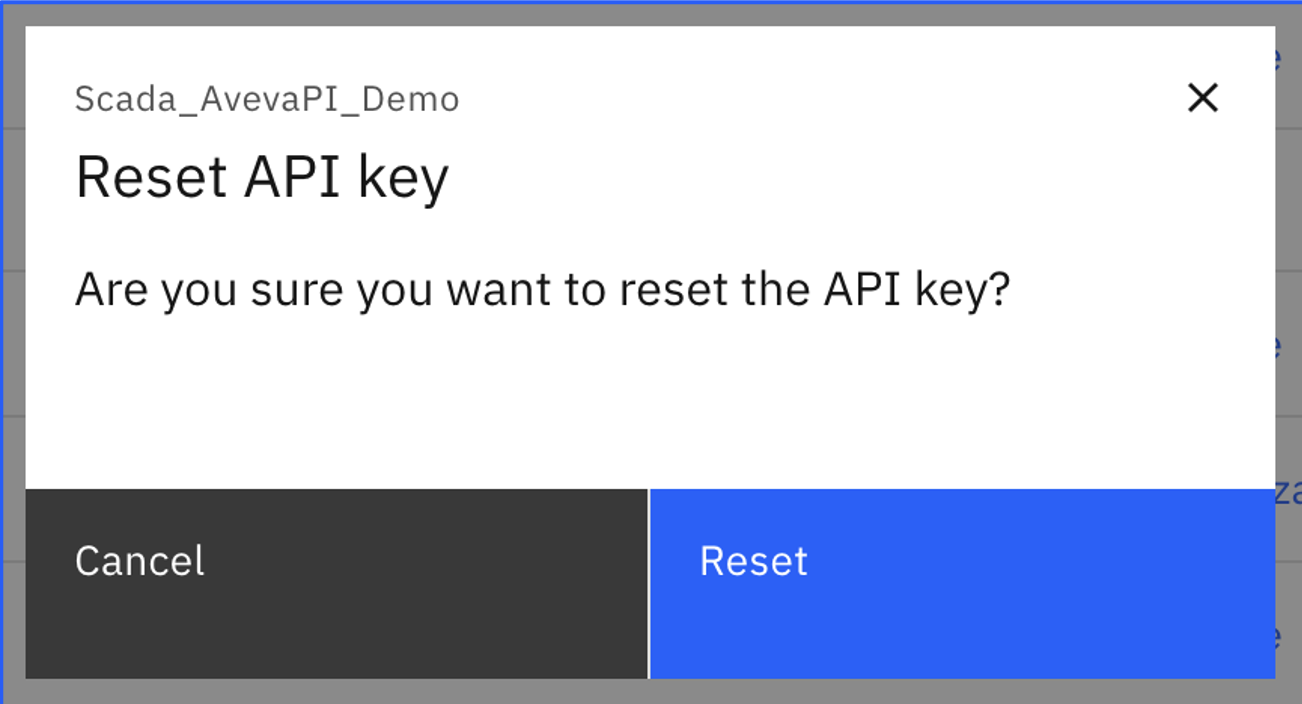 Scada_AvevaPI_Demo
Reset API key
Are you sure you want to reset the API key?
Cancel
Reset